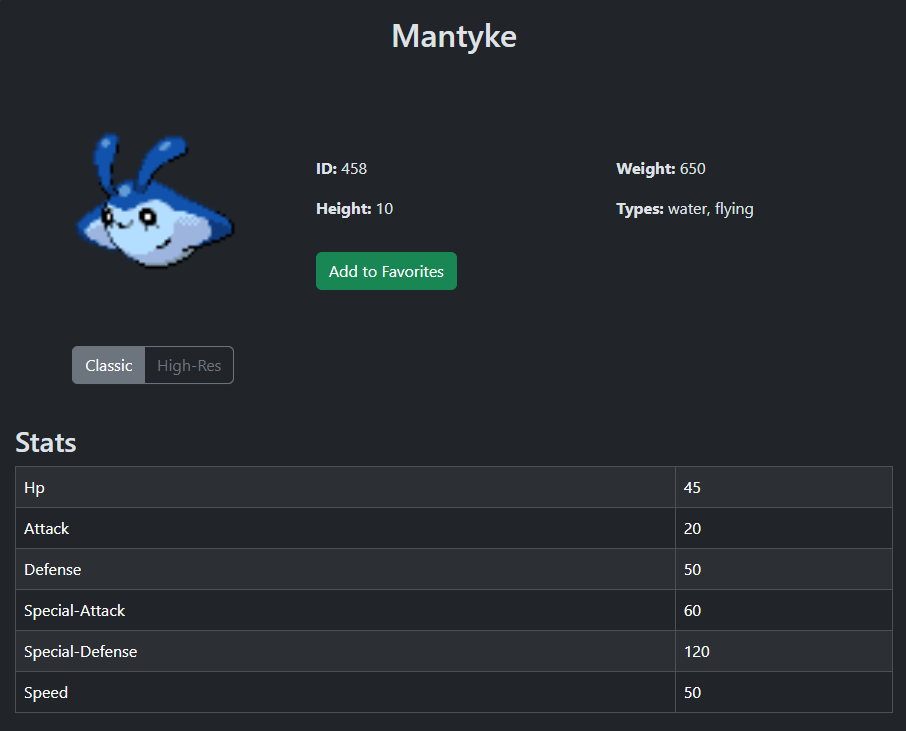 Mantyke
ID: 458
Weight: 650
Height: 10
Types: water, flying
Add to Favorites
Classic
High-Res
Stats
Hp 45
Attack 20
Defense 50
Special-Attack 60
Special-Defense 120
Speed 50